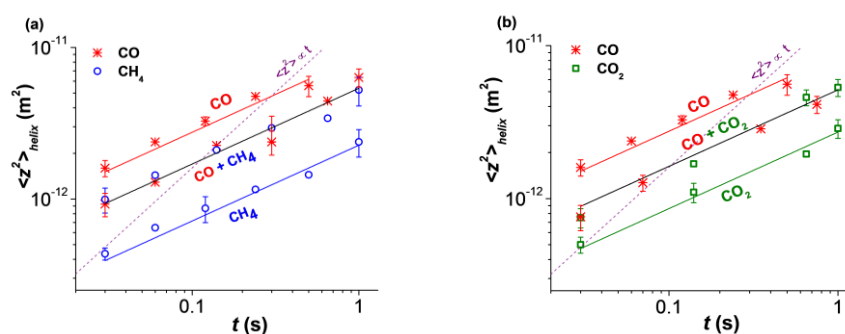 (a)
CO
CH₄
<z²> ∝ t
10⁻¹¹
10⁻¹²
<z²>helix (m²)
CO
CO + CH₄
CH₄
0.1
1
t (s)
(b)
CO
CO₂
<z²> ∝ t
10⁻¹¹
10⁻¹²
<z²>helix (m²)
CO
CO + CO₂
CO₂
0.1
1
t (s)